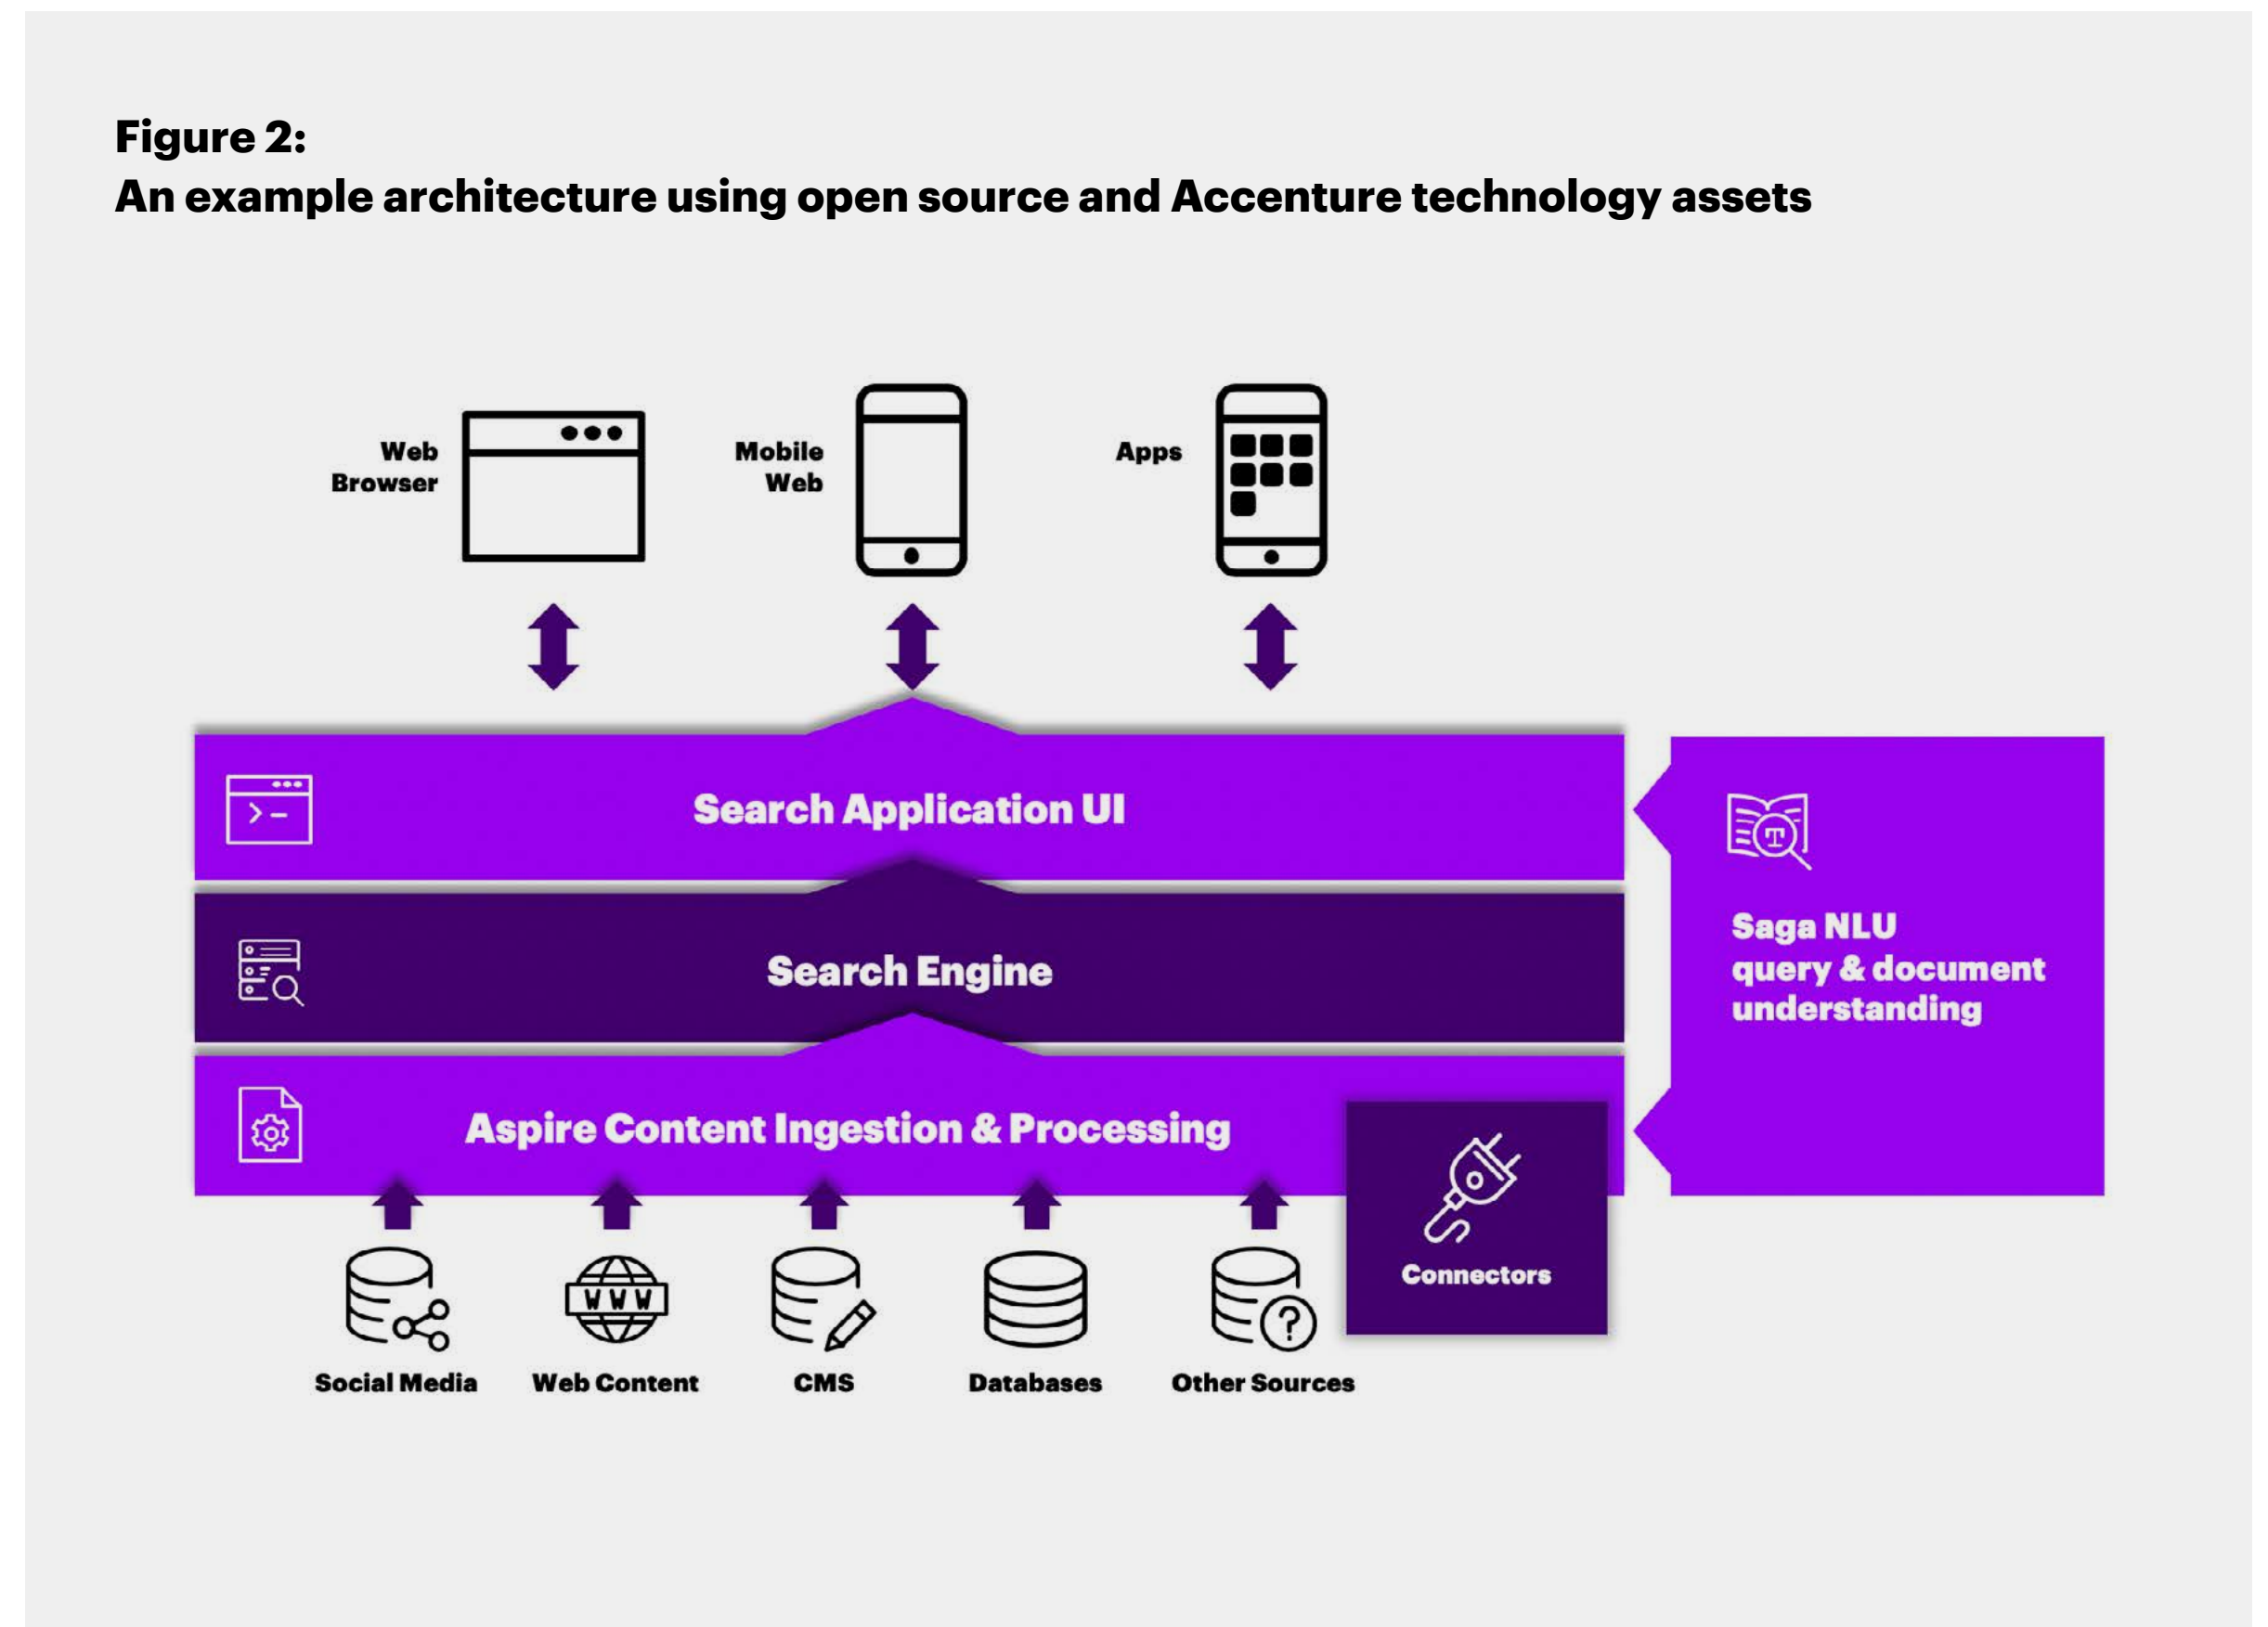 Figure 2:
An example architecture using open source and Accenture technology assets
Web
Browser
Mobile
Web
Apps
Search Application UI
Search Engine
Aspire Content Ingestion & Processing
Saga NLU
query & document
understanding
T
WWW
?
Connectors
Social Media
Web Content
CMS
Databases
Other Sources